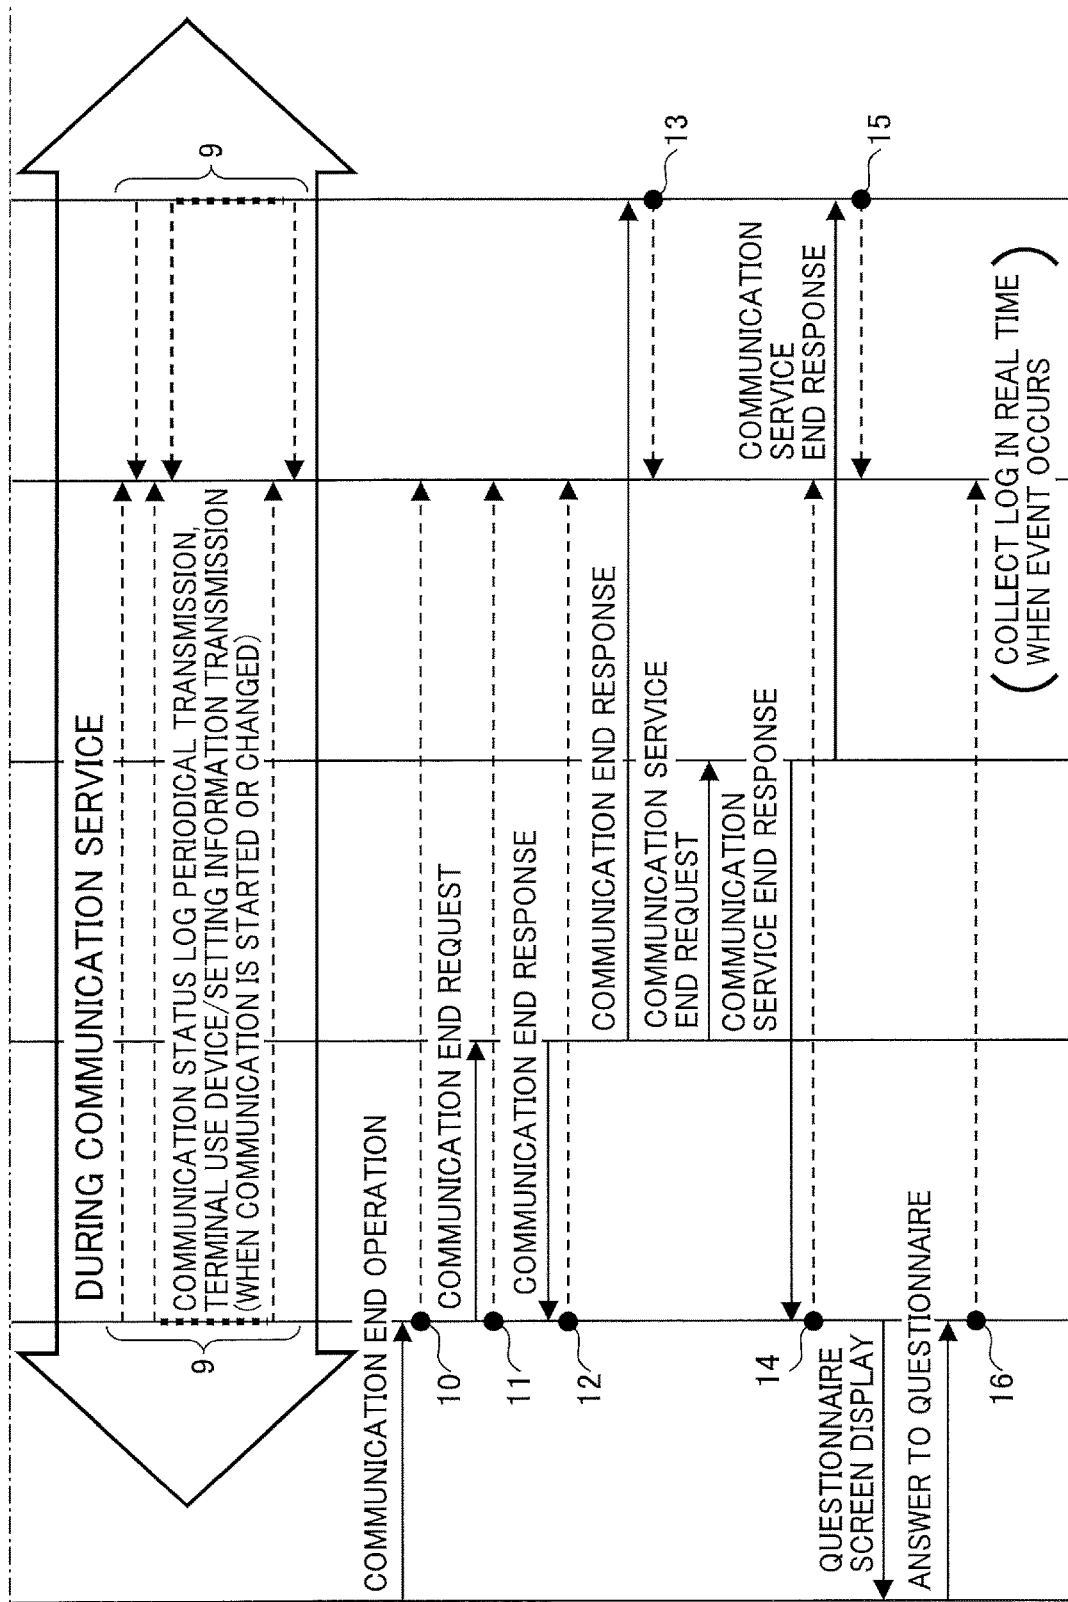 DURING COMMUNICATION SERVICE
9
9
COMMUNICATION STATUS LOG PERIODICAL TRANSMISSION,
TERMINAL USE DEVICE/SETTING INFORMATION TRANSMISSION
(WHEN COMMUNICATION IS STARTED OR CHANGED)
COMMUNICATION END OPERATION
10
COMMUNICATION END REQUEST
11
COMMUNICATION END RESPONSE
12
COMMUNICATION END RESPONSE
13
COMMUNICATION SERVICE
END REQUEST
COMMUNICATION
SERVICE END RESPONSE
14
COMMUNICATION
SERVICE
END RESPONSE
15
QUESTIONNAIRE
SCREEN DISPLAY
ANSWER TO QUESTIONNAIRE
16
(COLLECT LOG IN REAL TIME
WHEN EVENT OCCURS)